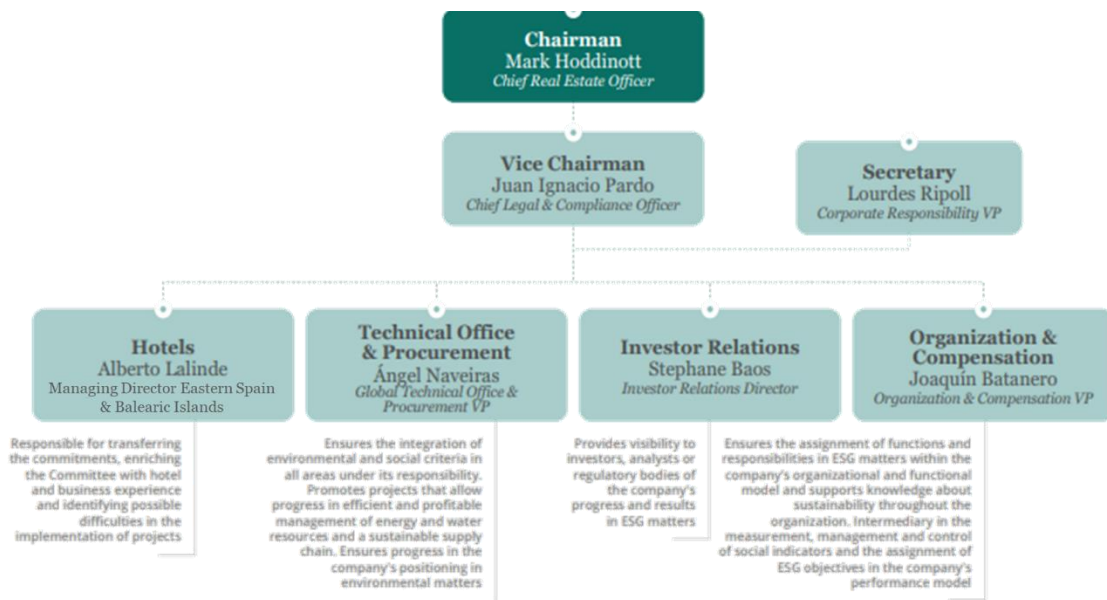 Chairman
Mark Hoddinott
Chief Real Estate Officer
Vice Chairman
Juan Ignacio Pardo
Chief Legal & Compliance Officer
Secretary
Lourdes Ripoll
Corporate Responsibility VP
Hotels
Alberto Lalinde
Managing Director Eastern Spain
& Balearic Islands
Responsible for transferring
the commitments, enriching
the Committee with hotel
and business experience
and identifying possible
difficulties in the
implementation of projects
Technical Office
& Procurement
Ángel Naveiras
Global Technical Office &
Procurement VP
Ensures the integration of
environmental and social criteria in
all areas under its responsibility.
Promotes projects that allow
progress in efficient and profitable
management of energy and water
resources and a sustainable supply
chain. Ensures progress in the
company's positioning in
environmental matters
Investor Relations
Stephane Baos
Investor Relations Director
Provides visibility to
investors, analysts or
regulatory bodies of
the company's
progress and results
in ESG matters
Organization &
Compensation
Joaquín Batanero
Organization & Compensation VP
Ensures the assignment of functions and
responsibilities in ESG matters within the
company's organizational and functional
model and supports knowledge about
sustainability throughout the
organization. Intermediary in the
measurement, management and control
of social indicators and the assignment of
ESG objectives in the company's
performance model